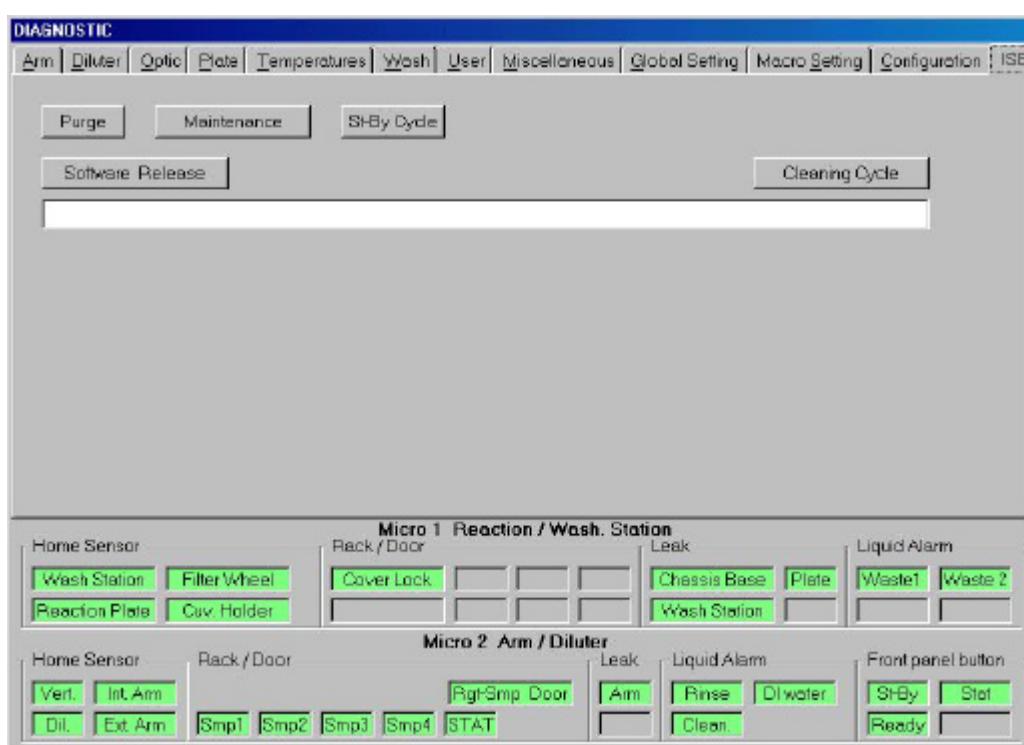 DIAGNOSTIC
Arm Diluter Optic Plate Temperatures Wash User Miscellaneous Global Setting Macro Setting Configuration ISE
Purge Maintenance St-By Cycle
Software Release Cleaning Cycle
Micro 1 Reaction / Wash. Station
Home Sensor Rack / Door Leak Liquid Alarm
Wash Station Filter Wheel Cover Lock Chassis Base Plate Waste1 Waste 2
Reaction Plate Cuv. Holder Wash Station
Micro 2 Arm / Diluter
Home Sensor Rack / Door Leak Liquid Alarm Front panel button
Vert. Int. Arm Rgt-Smp Door Arm Rinse DI water St-By Stat
Dil. Ext Arm Smp1 Smp2 Smp3 Smp4 STAT Clean. Ready